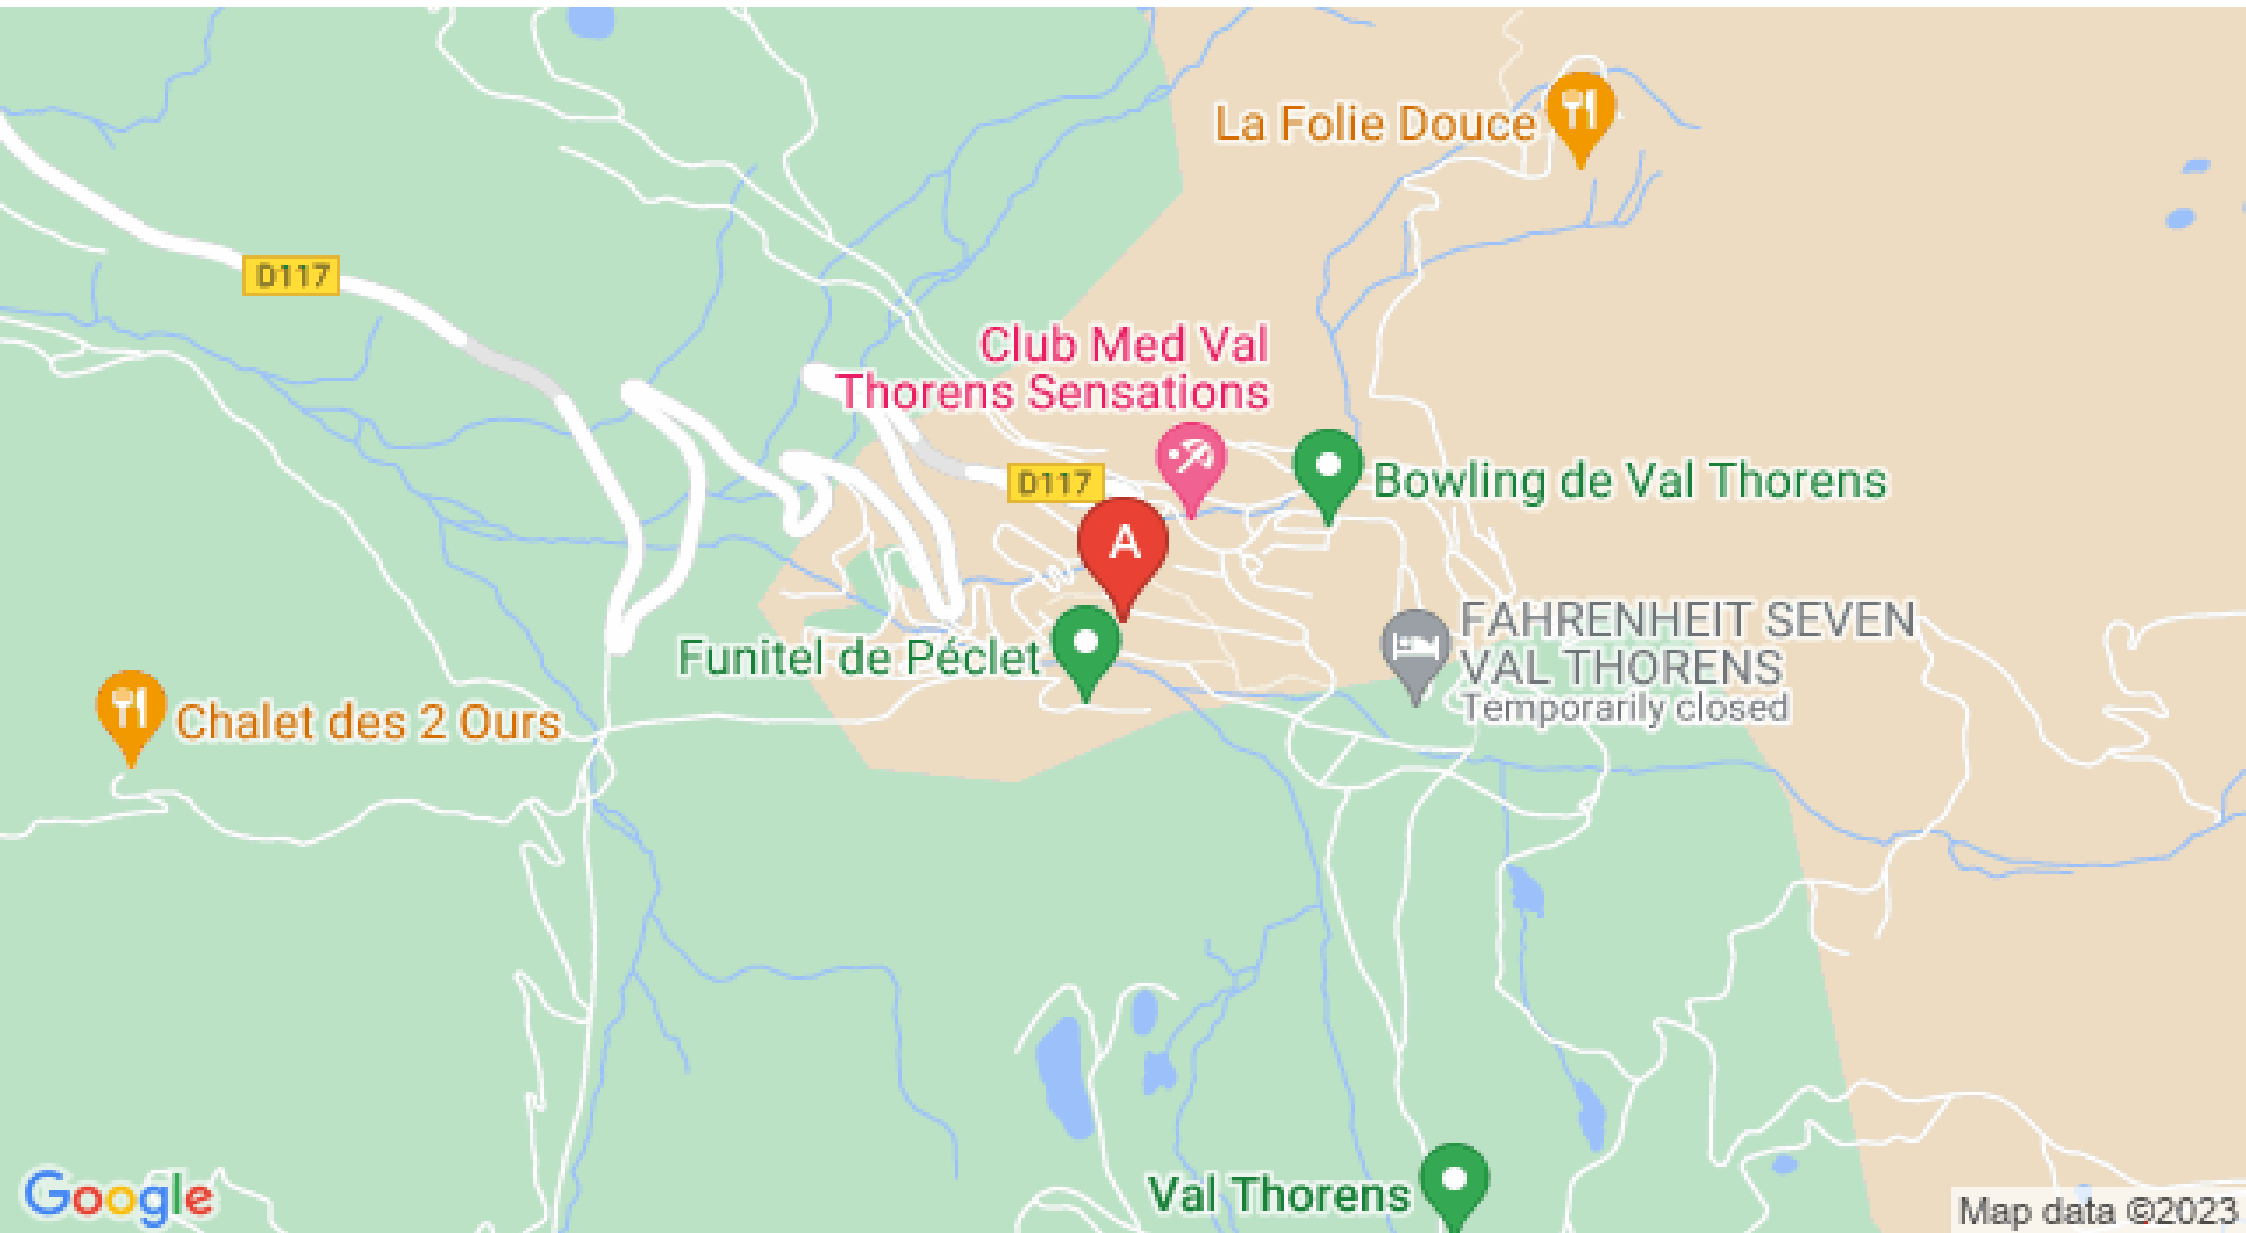 La Folie Douce
D117
Club Med Val
Thorens Sensations
D117
Bowling de Val Thorens
A
FAHRENHEIT SEVEN
VAL THORENS
Temporarily closed
Funitel de Péclet
Chalet des 2 Ours
Val Thorens
Google
Map data ©2023